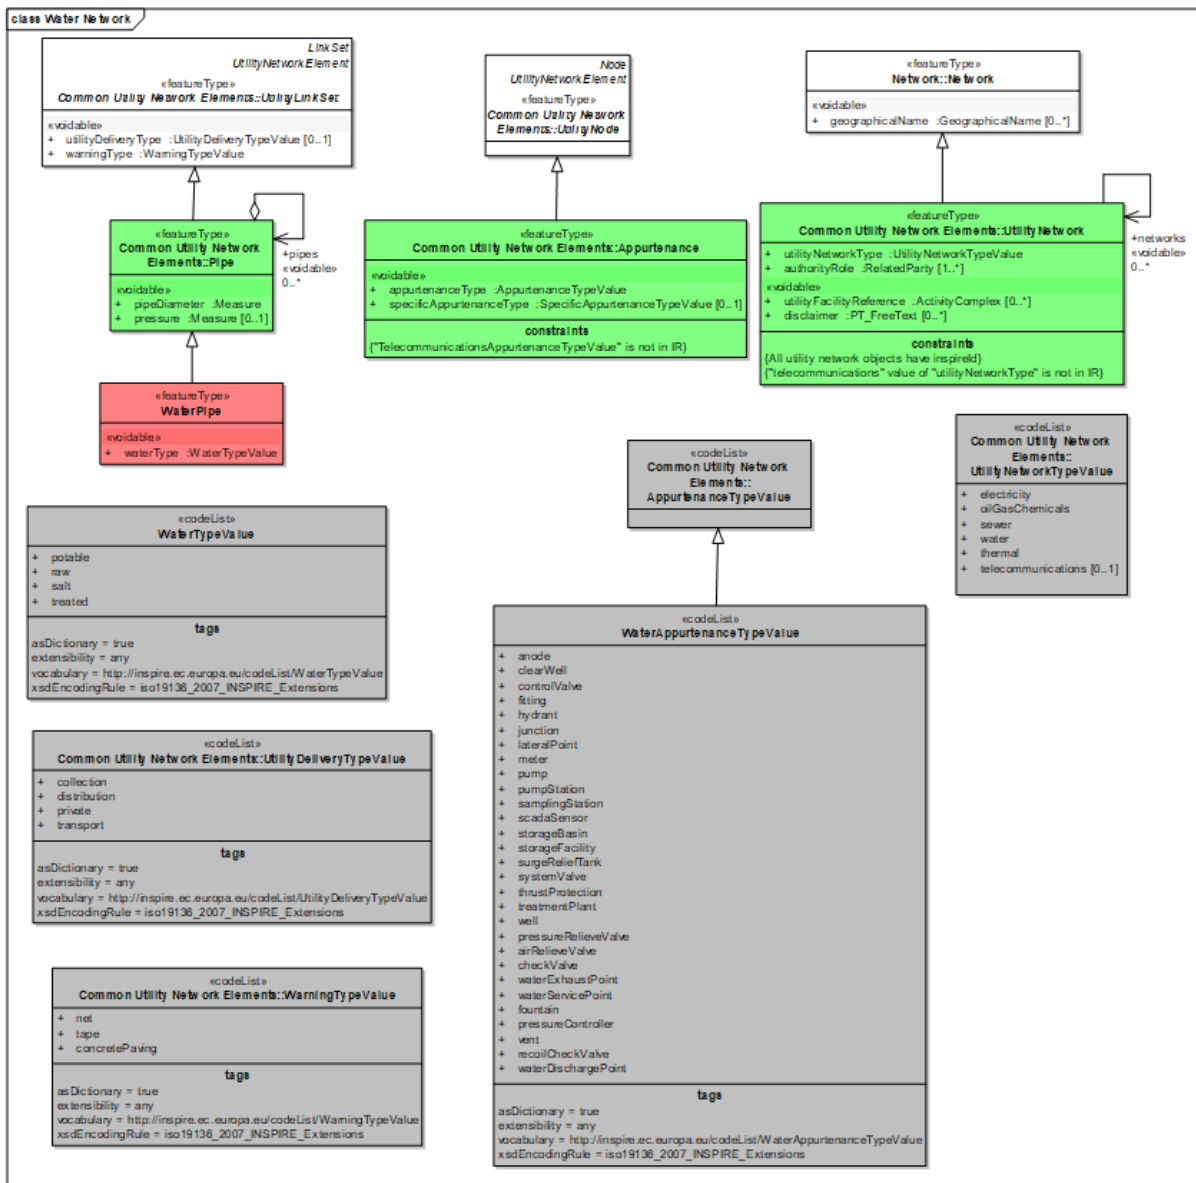 class Water Network
LinkSet
UtilityNetworkElement
«featureType»
Common Utility Network Elements::UtilityLinkSet
«voidable»
+ utilityDeliveryType :UtilityDeliveryTypeValue [0..1]
+ warningType :WarningTypeValue
Node
UtilityNetworkElement
«featureType»
Common Utility Network
Elements::UtilityNode
«featureType»
Network::Network
«voidable»
+ geographicalName :GeographicalName [0..*]
«featureType»
Common Utility Network
Elements::Pipe
«voidable»
+ pipeDiameter :Measure
+ pressure :Measure [0..1]
+pipes
«voidable»
0..*
«featureType»
Common Utility Network Elements::Appurtenance
«voidable»
+ appurtenanceType :AppurtenanceTypeValue
+ specificAppurtenanceType :SpecificAppurtenanceTypeValue [0..1]
constraints
{"TelecommunicationsAppurtenanceTypeValue" is not in IR}
«featureType»
Common Utility Network Elements::UtilityNetwork
+ utilityNetworkType :UtilityNetworkTypeValue
+ authorityRole :RelatedParty [1..*]
«voidable»
+ utilityFacilityReference :ActivityComplex [0..*]
+ disclaimer :PT_FreeText [0..*]
constraints
{All utility network objects have inspireId}
{"telecommunications" value of "utilityNetworkType" is not in IR}
+networks
«voidable»
0..*
«featureType»
WaterPipe
«voidable»
+ waterType :WaterTypeValue
«codeList»
Common Utility Network
Elements::
AppurtenanceTypeValue
«codeList»
Common Utility Network
Elements::
UtilityNetworkTypeValue
+ electricity
+ oilGasChemicals
+ sewer
+ water
+ thermal
+ telecommunications [0..1]
«codeList»
WaterTypeValue
+ potable
+ raw
+ salt
+ treated
tags
asDictionary = true
extensibility = any
vocabulary = http://inspire.ec.europa.eu/codeList/WaterTypeValue
xsdEncodingRule = iso19136_2007_INSPIRE_Extensions
«codeList»
Common Utility Network Elements::UtilityDeliveryTypeValue
+ collection
+ distribution
+ private
+ transport
tags
asDictionary = true
extensibility = any
vocabulary = http://inspire.ec.europa.eu/codeList/UtilityDeliveryTypeValue
xsdEncodingRule = iso19136_2007_INSPIRE_Extensions
«codeList»
Common Utility Network Elements::WarningTypeValue
+ net
+ tape
+ concretePaving
tags
asDictionary = true
extensibility = any
vocabulary = http://inspire.ec.europa.eu/codeList/WarningTypeValue
xsdEncodingRule = iso19136_2007_INSPIRE_Extensions
«codeList»
WaterAppurtenanceTypeValue
+ anode
+ clearWell
+ controlValve
+ fitting
+ hydrant
+ junction
+ lateralPoint
+ meter
+ pump
+ pumpStation
+ samplingStation
+ scadaSensor
+ storageBasin
+ storageFacility
+ surgeReliefTank
+ systemValve
+ thrustProtection
+ treatmentPlant
+ well
+ pressureRelieveValve
+ airRelieveValve
+ checkValve
+ waterExhaustPoint
+ waterServicePoint
+ fountain
+ pressureController
+ vent
+ recoilCheckValve
+ waterDischargePoint
tags
asDictionary = true
extensibility = any
vocabulary = http://inspire.ec.europa.eu/codeList/WaterAppurtenanceTypeValue
xsdEncodingRule = iso19136_2007_INSPIRE_Extensions